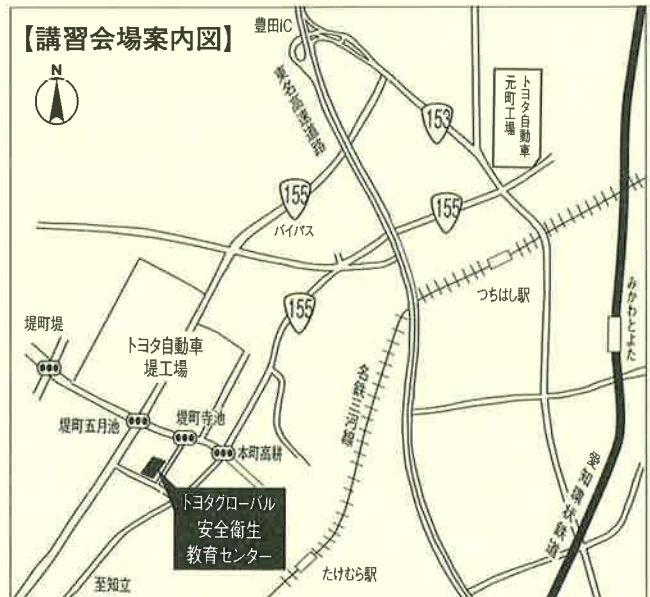 【講習会場案内図】
N
豊田IC
東名高速道路
153
トヨタ自動車
元町工場
155
バイパス
155
155
つちはし駅
みかわとよた
堤町堤
トヨタ自動車
堤工場
名鉄三河線
堤町五月池
堤町寺池
本町高耕
愛知環状鉄道
トヨタグローバル
安全衛生
教育センター
たけむら駅
至知立